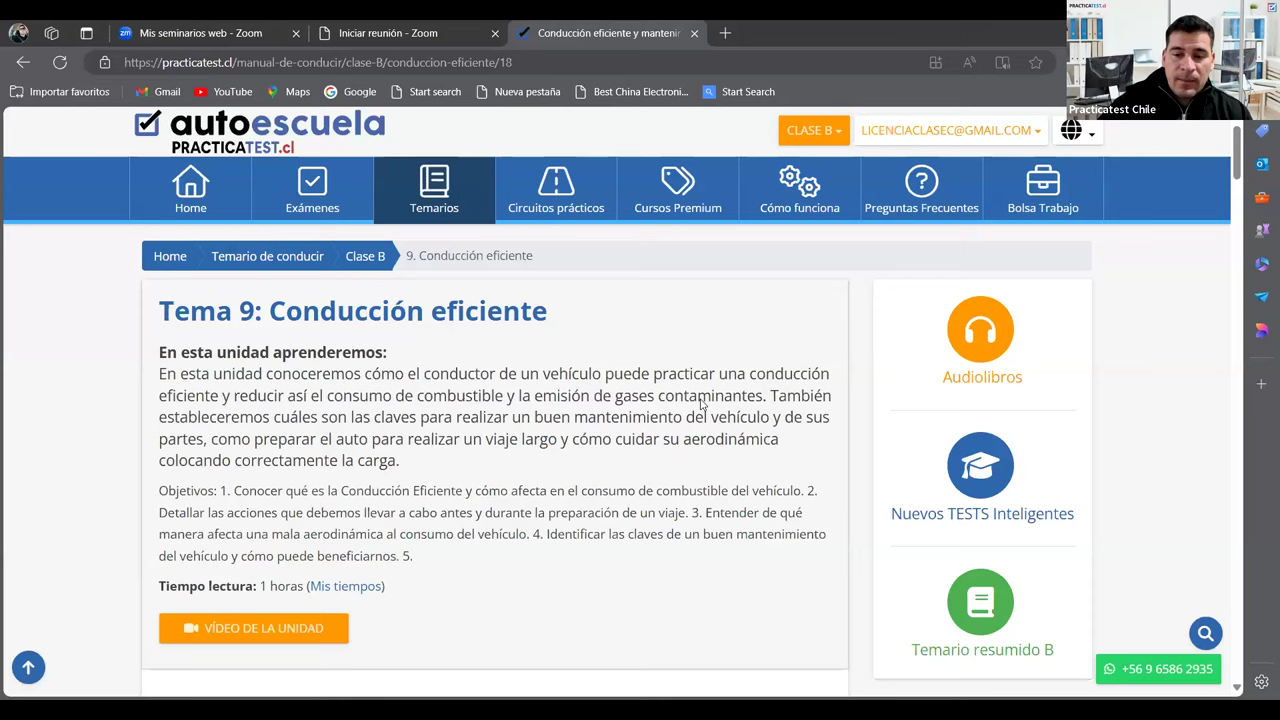 Mis seminarios web - Zoom
Iniciar reunión - Zoom
Conducción eficiente y manteni
https://practicatest.cl/manual-de-conducir/clase-B/conduccion-eficiente/18
Importar favoritos
Gmail
YouTube
Maps
Google
Start search
Nueva pestaña
Best China Electroni...
Start Search
PRACTICATEST.cl
Practicatest Chile
autoescuela
PRACTICATEST.cl
CLASE B
LICENCIACLASEC@GMAIL.COM
Home
Exámenes
Temarios
Circuitos prácticos
Cursos Premium
Cómo funciona
Preguntas Frecuentes
Bolsa Trabajo
Home
Temario de conducir
Clase B
9. Conducción eficiente
Tema 9: Conducción eficiente
En esta unidad aprenderemos:
En esta unidad conoceremos cómo el conductor de un vehículo puede practicar una conducción
eficiente y reducir así el consumo de combustible y la emisión de gases contaminantes. También
estableceremos cuáles son las claves para realizar un buen mantenimiento del vehículo y de sus
partes, como preparar el auto para realizar un viaje largo y cómo cuidar su aerodinámica
colocando correctamente la carga.
Objetivos: 1. Conocer qué es la Conducción Eficiente y cómo afecta en el consumo de combustible del vehículo. 2.
Detallar las acciones que debemos llevar a cabo antes y durante la preparación de un viaje. 3. Entender de qué
manera afecta una mala aerodinámica al consumo del vehículo. 4. Identificar las claves de un buen mantenimiento
del vehículo y cómo puede beneficiarnos. 5.
Tiempo lectura: 1 horas (Mis tiempos)
VÍDEO DE LA UNIDAD
Audiolibros
Nuevos TESTS Inteligentes
Temario resumido B
+56 9 6586 2935